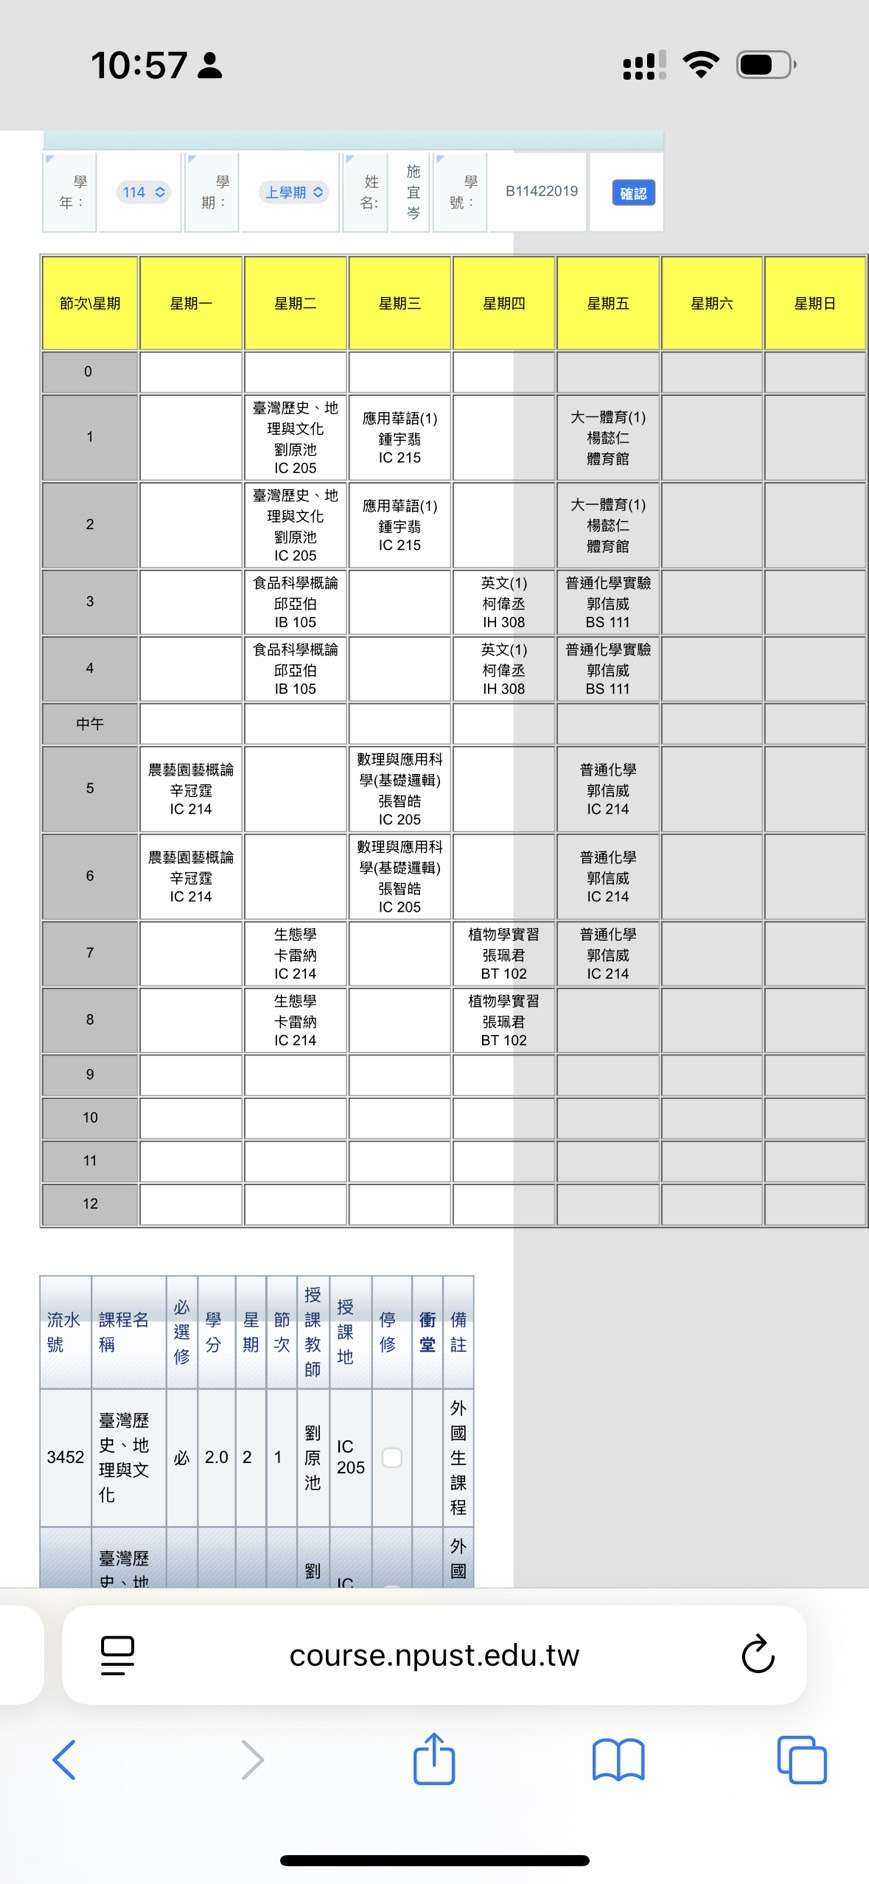 10:57
學年：
114
學期：
上學期
姓名:
施宜岑
學號：
B11422019
確認
節次\星期 星期一 星期二 星期三 星期四 星期五 星期六 星期日
0
1
臺灣歷史、地
理與文化
劉原池
IC 205
應用華語(1)
鍾宇翡
IC 215
大一體育(1)
楊懿仁
體育館
2
臺灣歷史、地
理與文化
劉原池
IC 205
應用華語(1)
鍾宇翡
IC 215
大一體育(1)
楊懿仁
體育館
3
食品科學概論
邱亞伯
IB 105
英文(1)
柯偉丞
IH 308
普通化學實驗
郭信威
BS 111
4
食品科學概論
邱亞伯
IB 105
英文(1)
柯偉丞
IH 308
普通化學實驗
郭信威
BS 111
中午
5
農藝園藝概論
辛冠霆
IC 214
數理與應用科
學(基礎邏輯)
張智皓
IC 205
普通化學
郭信威
IC 214
6
農藝園藝概論
辛冠霆
IC 214
數理與應用科
學(基礎邏輯)
張智皓
IC 205
普通化學
郭信威
IC 214
7
生態學
卡雷納
IC 214
植物學實習
張珮君
BT 102
普通化學
郭信威
IC 214
8
生態學
卡雷納
IC 214
植物學實習
張珮君
BT 102
9
10
11
12
流水號 課程名稱 必選修 學分 星期 節次 授課教師 授課地 停修 衝堂 備註
3452
臺灣歷
史、地
理與文
化
必
2.0
2
1
劉原池
IC
205
外國生課程
臺灣歷
史、地
劉
IC
外國
course.npust.edu.tw